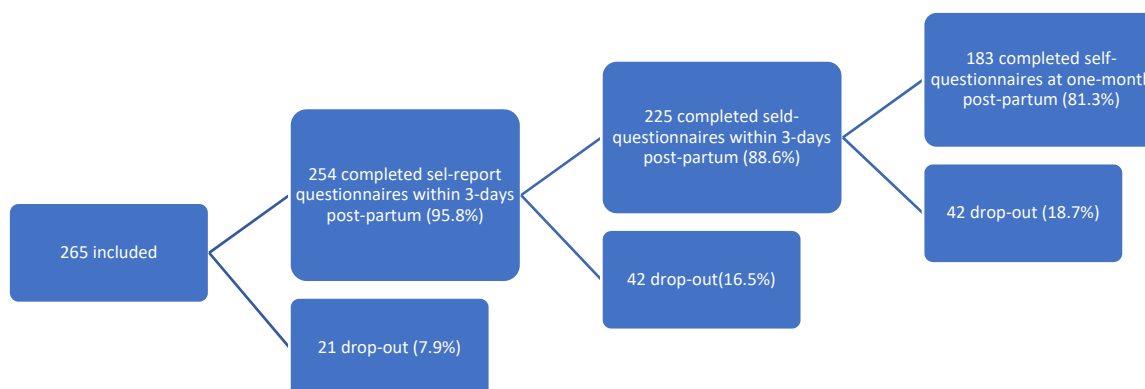 265 included
254 completed sel-report
questionnaires within 3-days
post-partum (95.8%)
21 drop-out (7.9%)
225 completed seld-
questionnaires within 3-days
post-partum (88.6%)
42 drop-out(16.5%)
183 completed self-
questionnaires at one-month
post-partum (81.3%)
42 drop-out (18.7%)